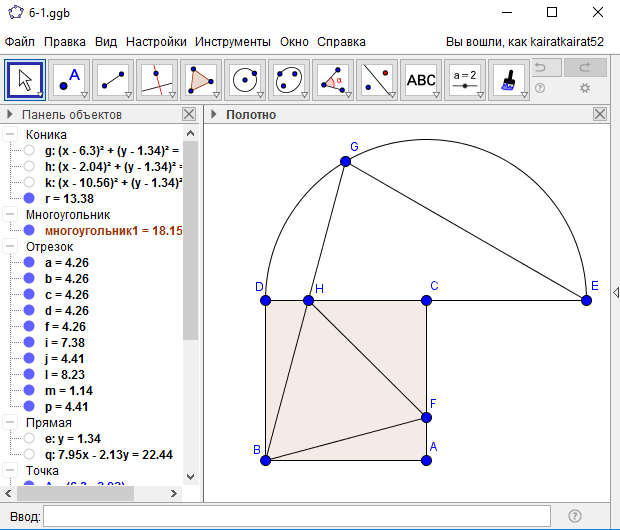 6-1.ggb
Файл Правка Вид Настройки Инструменты Окно Справка Вы вошли, как kairatkairat52
A ABC a = 2 α
Панель объектов Полотно
Коника
g: (x - 6.3)² + (y - 1.34)² =
h: (x - 2.04)² + (y - 1.34)² =
k: (x - 10.56)² + (y - 1.34)²
r = 13.38
Многоугольник
многоугольник1 = 18.15
Отрезок
a = 4.26
b = 4.26
c = 4.26
d = 4.26
f = 4.26
i = 7.38
j = 4.41
l = 8.23
m = 1.14
p = 4.41
Прямая
e: y = 1.34
q: 7.95x - 2.13y = 22.44
Точка
G
D H C E
F
B A
Ввод: